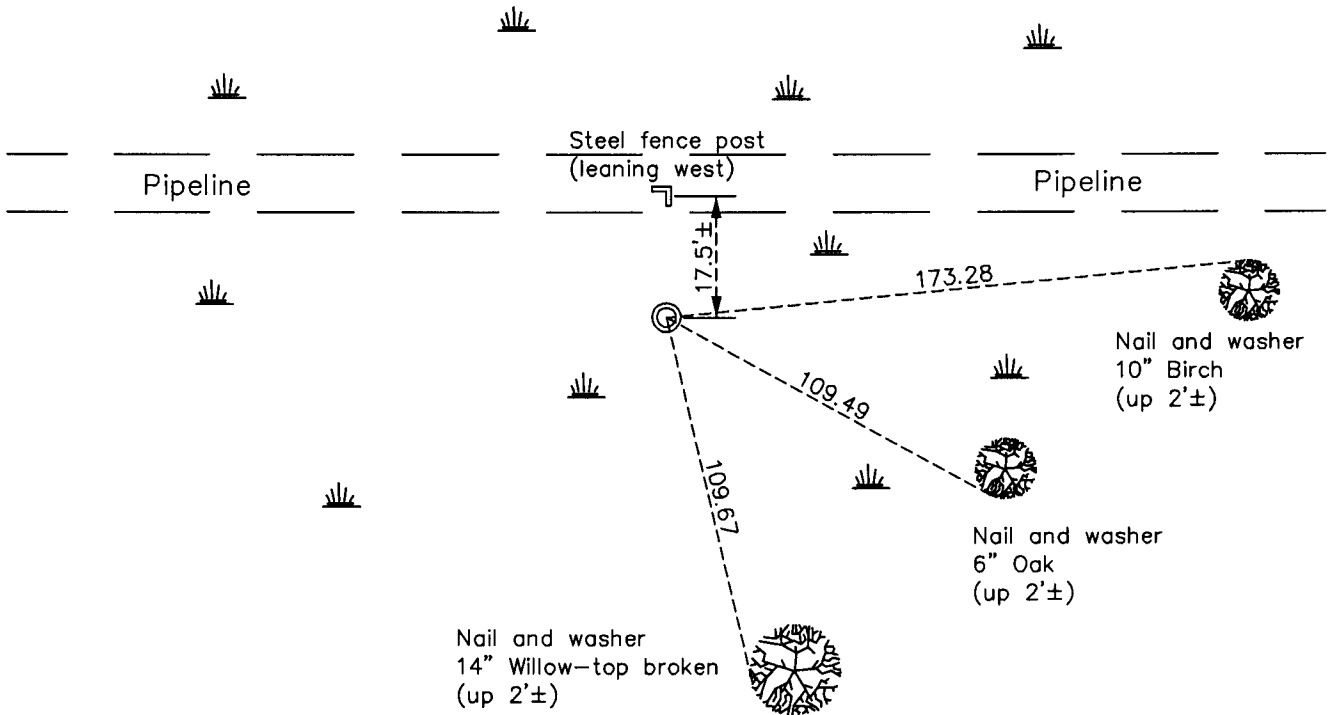 Steel fence post
(leaning west)
Pipeline
Pipeline
17.5'±
173.28
Nail and washer
10" Birch
(up 2'±)
109.49
109.67
Nail and washer
6" Oak
(up 2'±)
Nail and washer
14" Willow-top broken
(up 2'±)